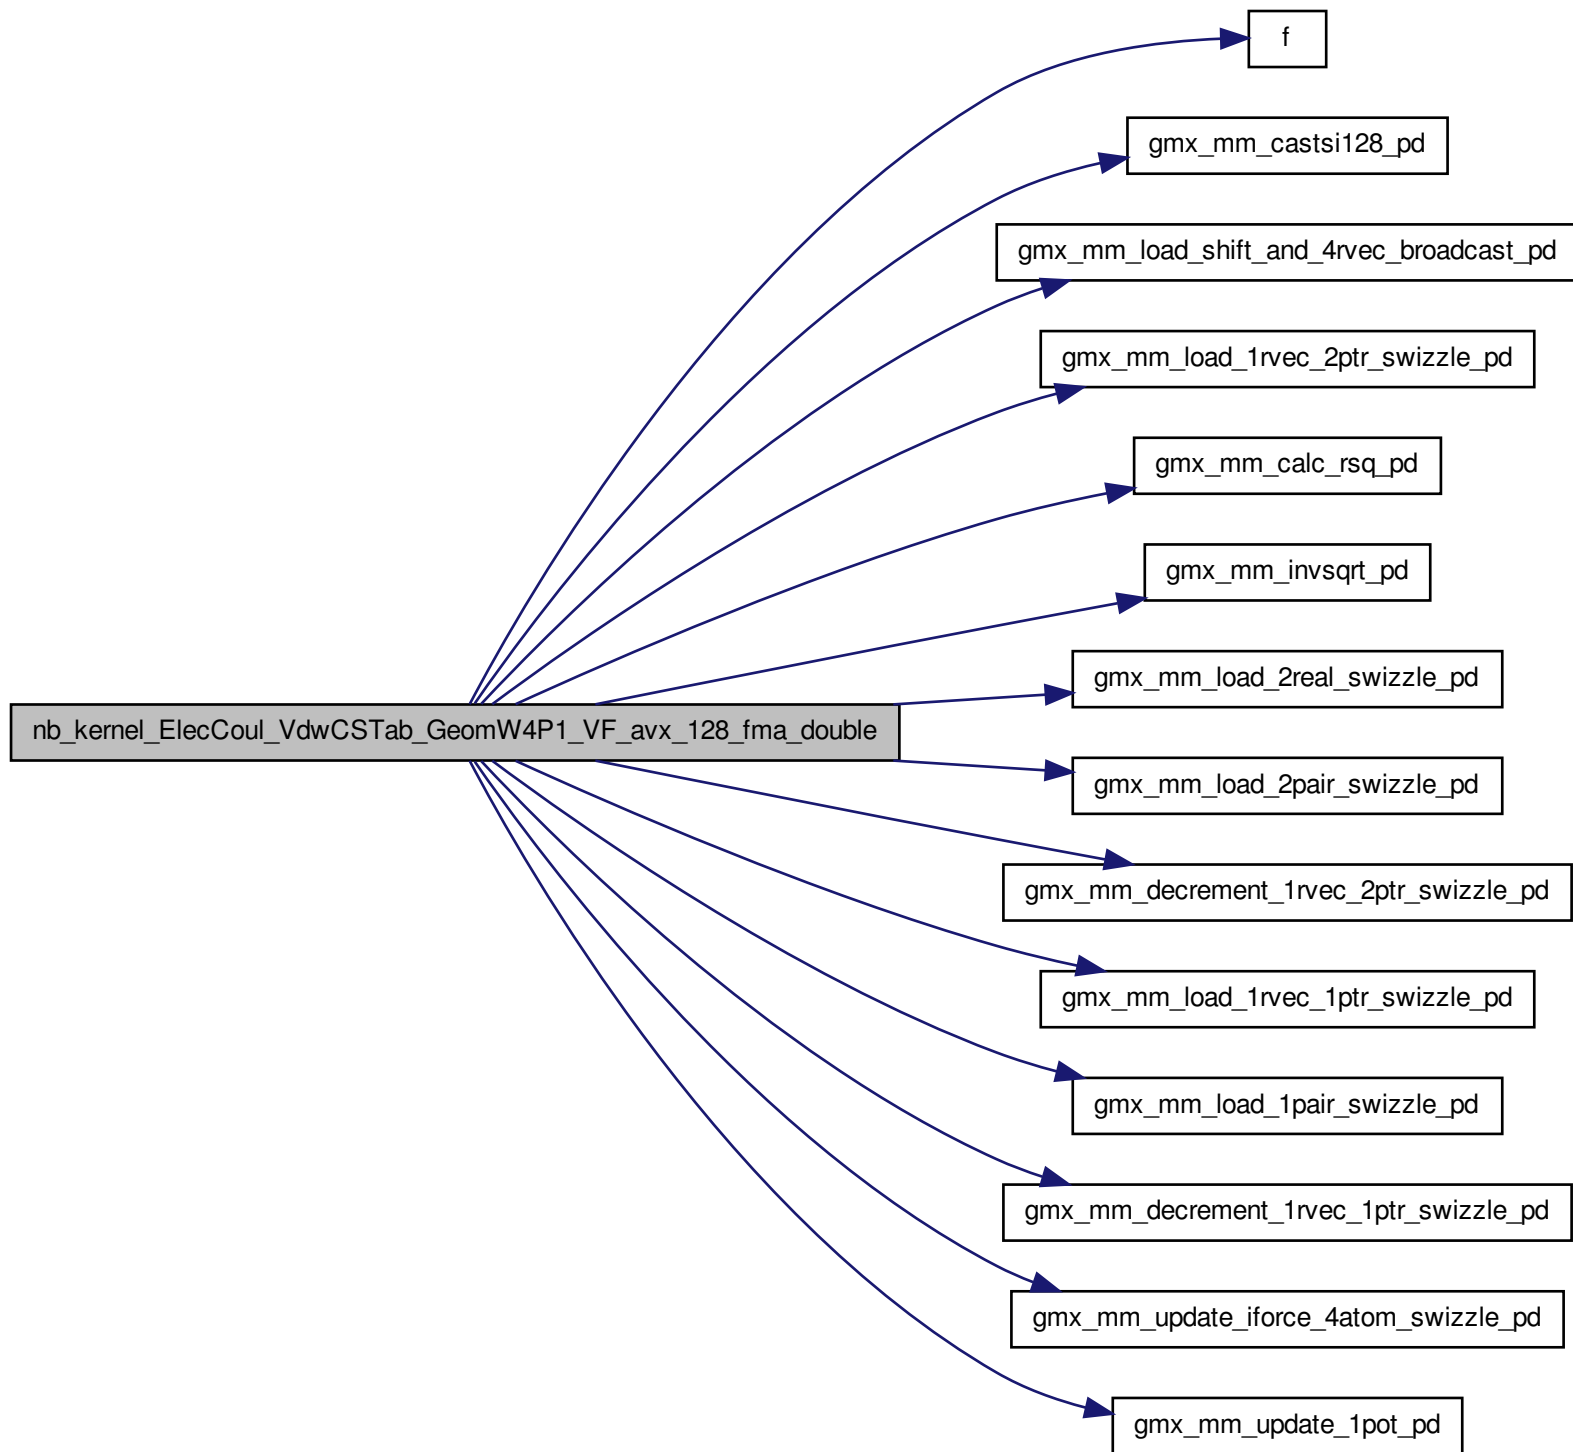 f
gmx_mm_castsi128_pd
gmx_mm_load_shift_and_4rvec_broadcast_pd
gmx_mm_load_1rvec_2ptr_swizzle_pd
gmx_mm_calc_rsq_pd
gmx_mm_invsqrt_pd
gmx_mm_load_2real_swizzle_pd
nb_kernel_ElecCoul_VdwCSTab_GeomW4P1_VF_avx_128_fma_double
gmx_mm_load_2pair_swizzle_pd
gmx_mm_decrement_1rvec_2ptr_swizzle_pd
gmx_mm_load_1rvec_1ptr_swizzle_pd
gmx_mm_load_1pair_swizzle_pd
gmx_mm_decrement_1rvec_1ptr_swizzle_pd
gmx_mm_update_iforce_4atom_swizzle_pd
gmx_mm_update_1pot_pd